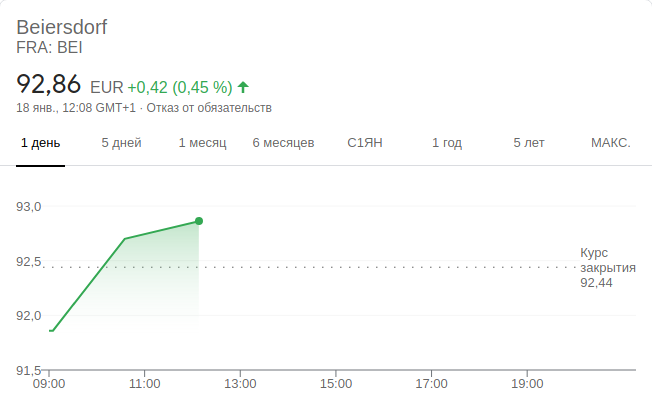 Beiersdorf
FRA: BEI
92,86 EUR +0,42 (0,45 %)
18 янв., 12:08 GMT+1 · Отказ от обязательств
1 день 5 дней 1 месяц 6 месяцев С1ЯН 1 год 5 лет МАКС.
93,0
92,5
92,0
91,5
Курс
закрытия
92,44
09:00 11:00 13:00 15:00 17:00 19:00